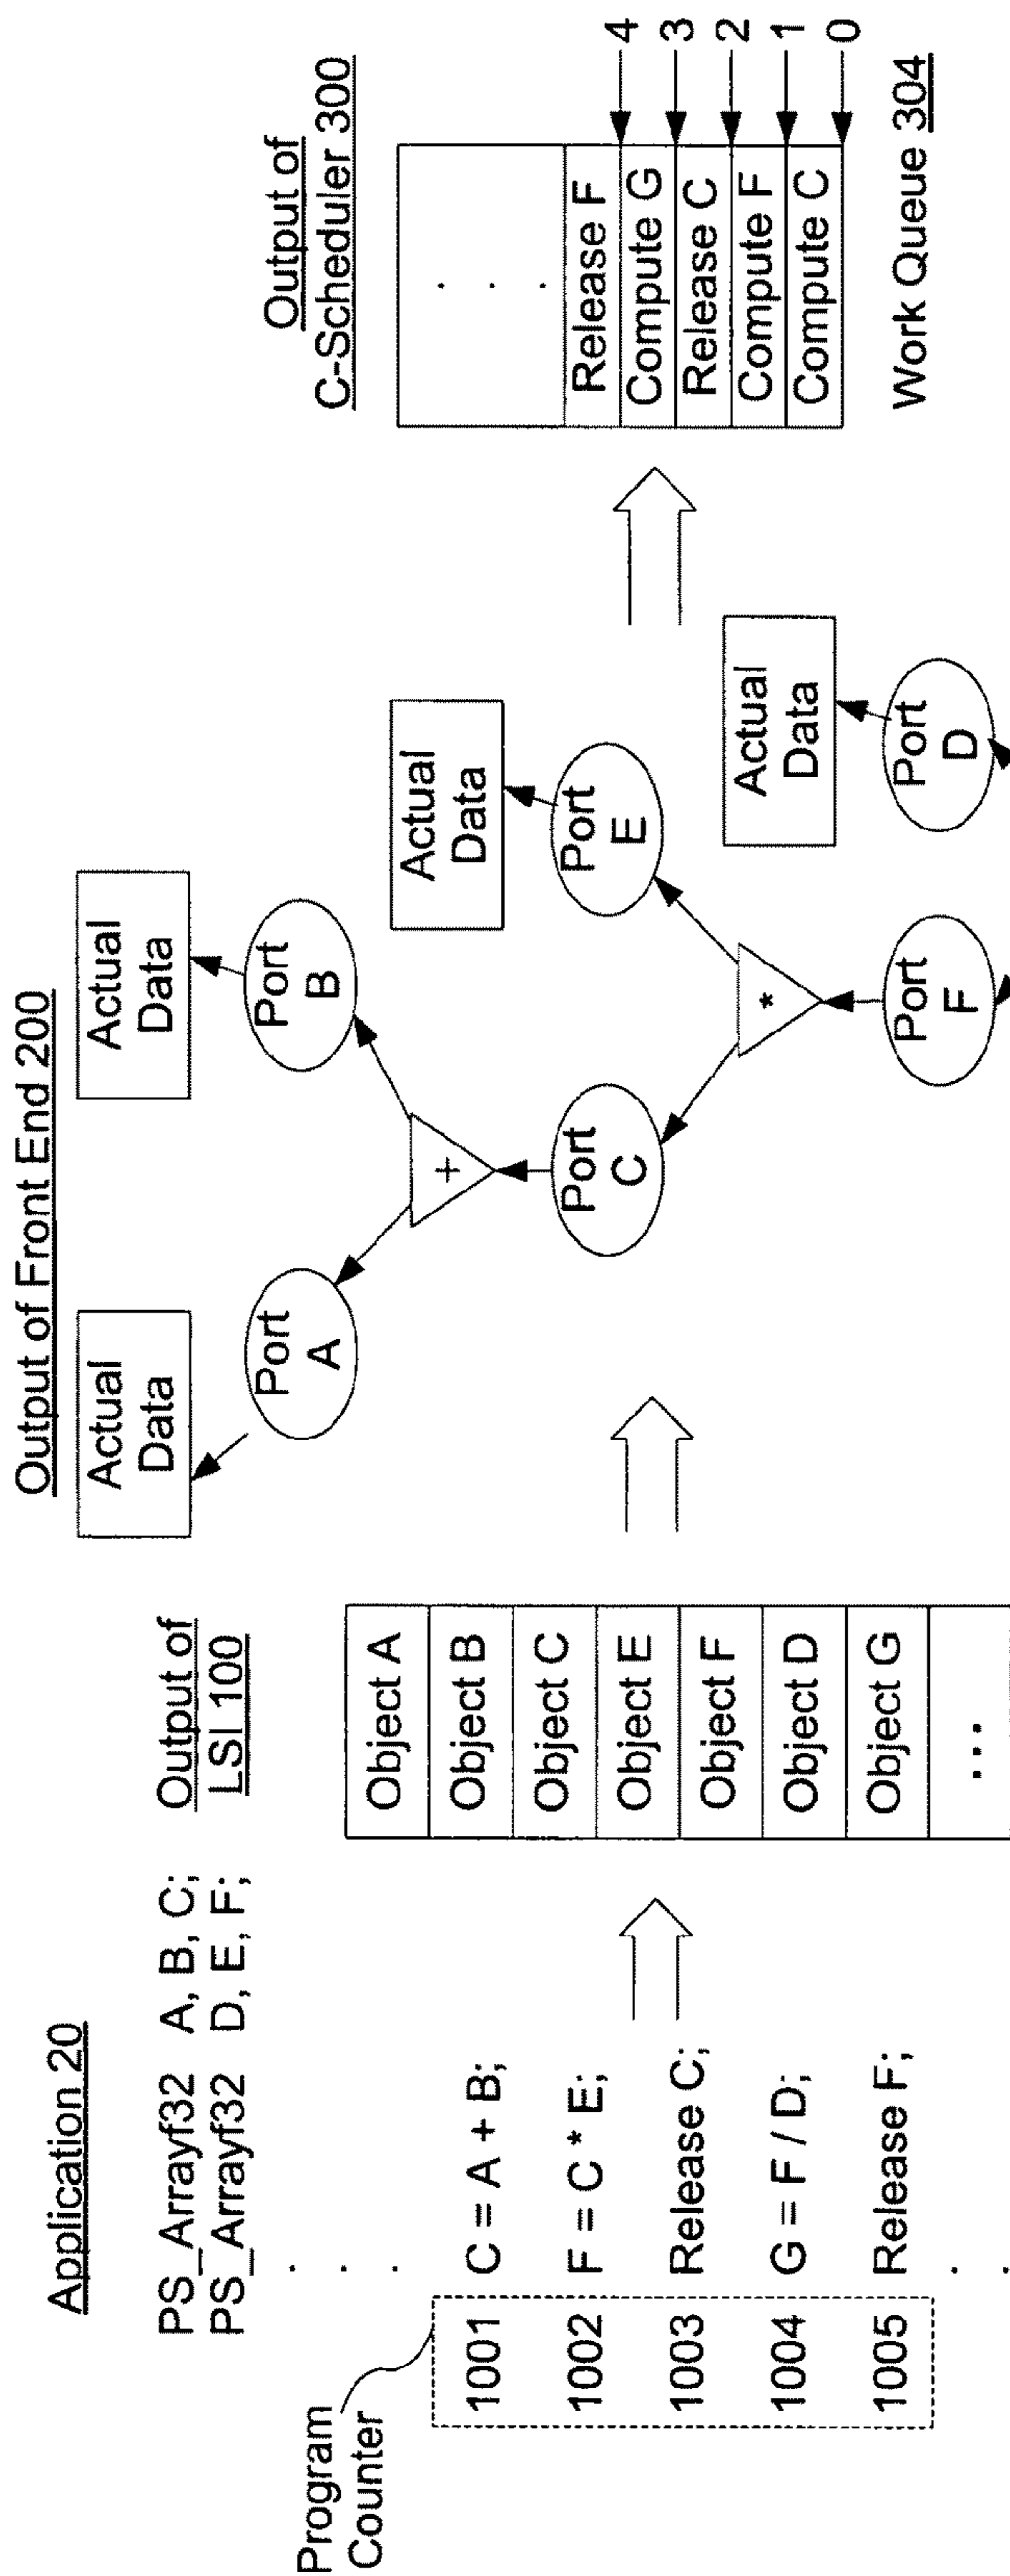 Application 20
PS_Arrayf32 A, B, C;
PS_Arrayf32 D, E, F;
.
.
.
Program
Counter
1001 C = A + B;
1002 F = C * E;
1003 Release C;
1004 G = F / D;
1005 Release F;
.
.
Output of
LSI 100
Object A
Object B
Object C
Object E
Object F
Object D
Object G
...
Output of Front End 200
Actual
Data
Actual
Data
Port
A
Port
B
+
Actual
Data
Port
C
Port
E
*
Actual
Data
Port
F
Port
D
Output of
C-Scheduler 300
.
.
.
Release F
4
Compute G
3
Release C
2
Compute F
1
Compute C
0
Work Queue 304